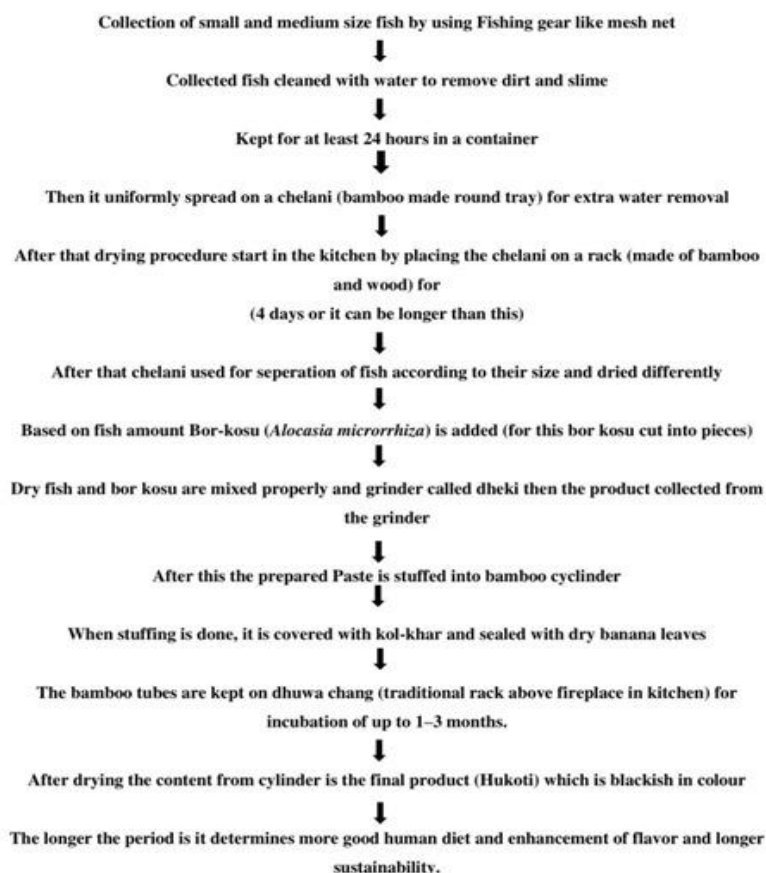 Collection of small and medium size fish by using Fishing gear like mesh net
Collected fish cleaned with water to remove dirt and slime
Kept for at least 24 hours in a container
Then it uniformly spread on a chelani (bamboo made round tray) for extra water removal
After that drying procedure start in the kitchen by placing the chelani on a rack (made of bamboo
and wood) for
(4 days or it can be longer than this)
After that chelani used for seperation of fish according to their size and dried differently
Based on fish amount Bor-kosu (Alocasia microrrhiza) is added (for this bor kosu cut into pieces)
Dry fish and bor kosu are mixed properly and grinder called dheki then the product collected from
the grinder
After this the prepared Paste is stuffed into bamboo cyclinder
When stuffing is done, it is covered with kol-khar and sealed with dry banana leaves
The bamboo tubes are kept on dhuwa chang (traditional rack above fireplace in kitchen) for
incubation of up to 1–3 months.
After drying the content from cylinder is the final product (Hukoti) which is blackish in colour
The longer the period is it determines more good human diet and enhancement of flavor and longer
sustainability.